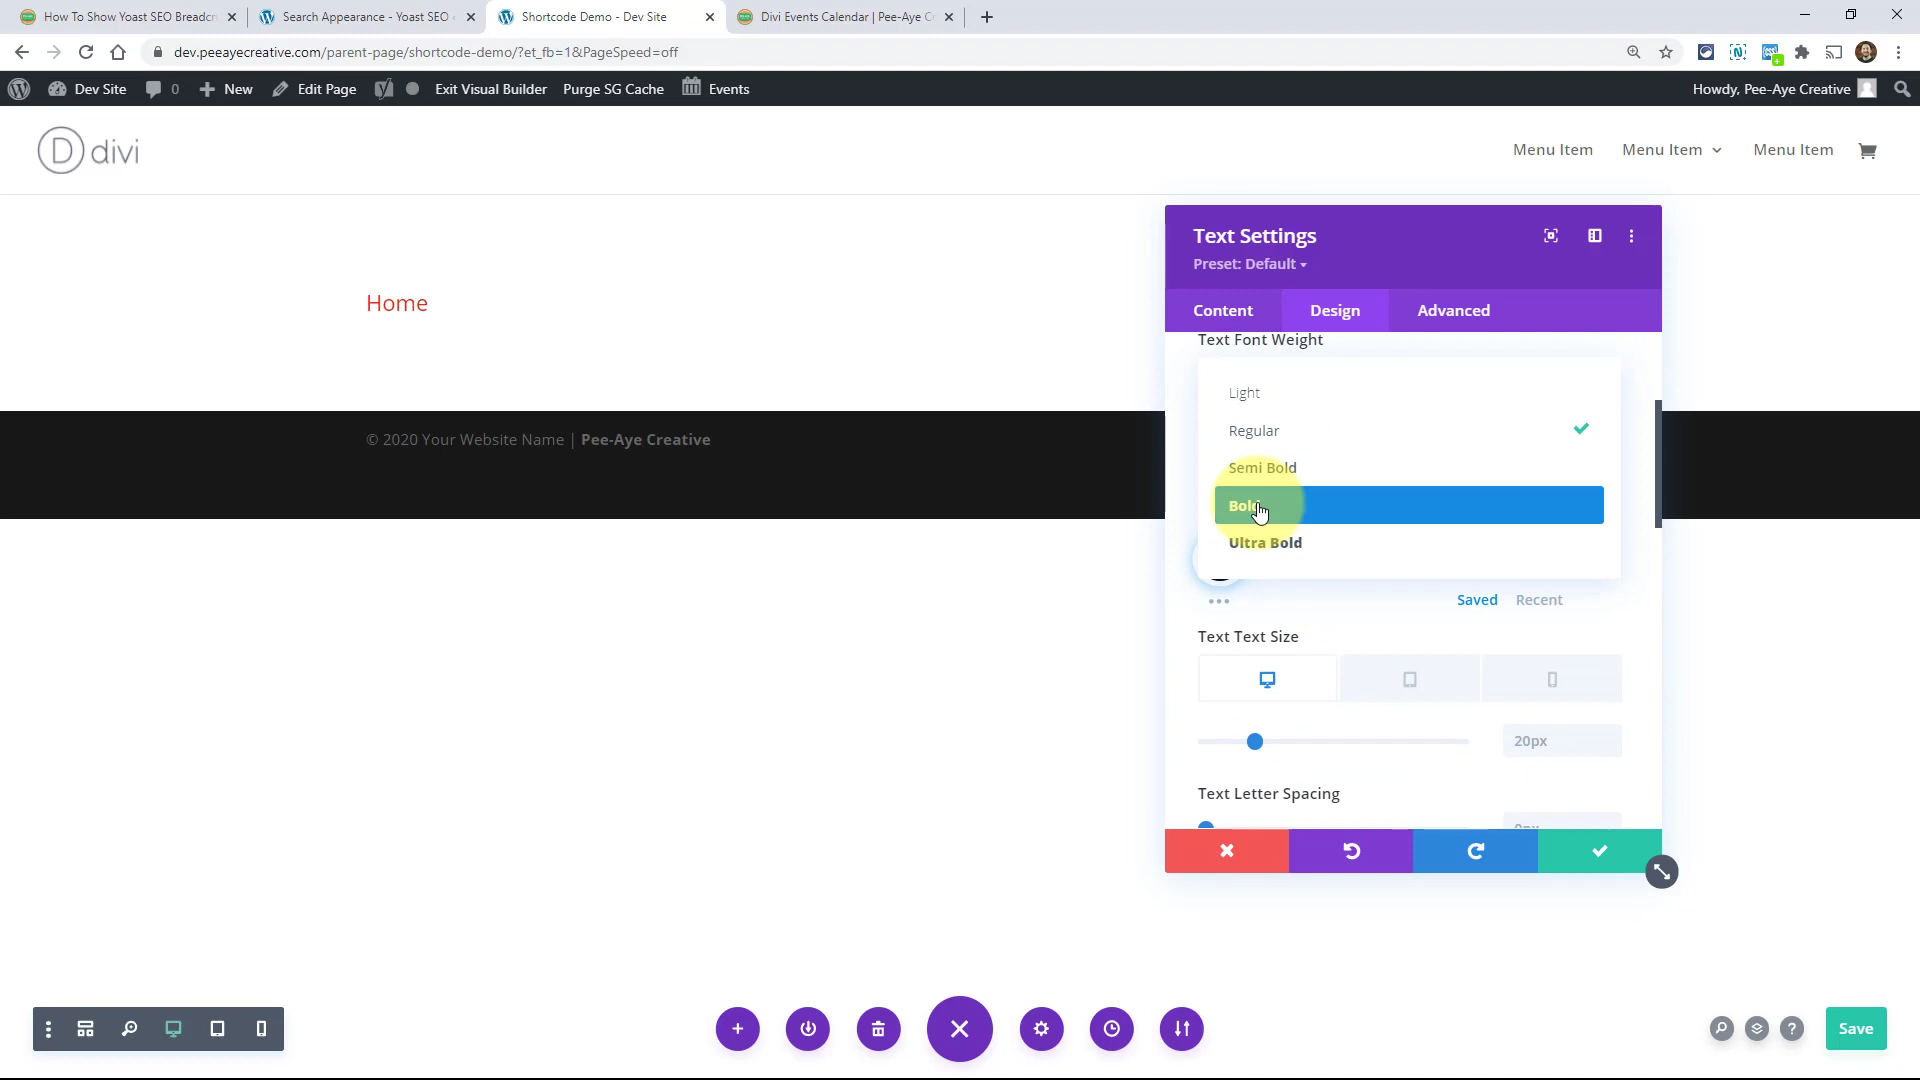 How To Show Yoast SEO Breadcr
Search Appearance - Yoast SEO
Shortcode Demo - Dev Site
Divi Events Calendar | Pee-Aye C
dev.peeayecreative.com/parent-page/shortcode-demo/?et_fb=1&PageSpeed=off
Dev Site
0
New
Edit Page
Exit Visual Builder
Purge SG Cache
Events
Howdy, Pee-Aye Creative
D divi
Menu Item
Menu Item
Menu Item
Text Settings
Preset: Default
Content
Design
Advanced
Home
Text Font Weight
Light
Regular
Semi Bold
Bold
Ultra Bold
© 2020 Your Website Name | Pee-Aye Creative
Saved
Recent
Text Text Size
20px
Text Letter Spacing
0px
Save